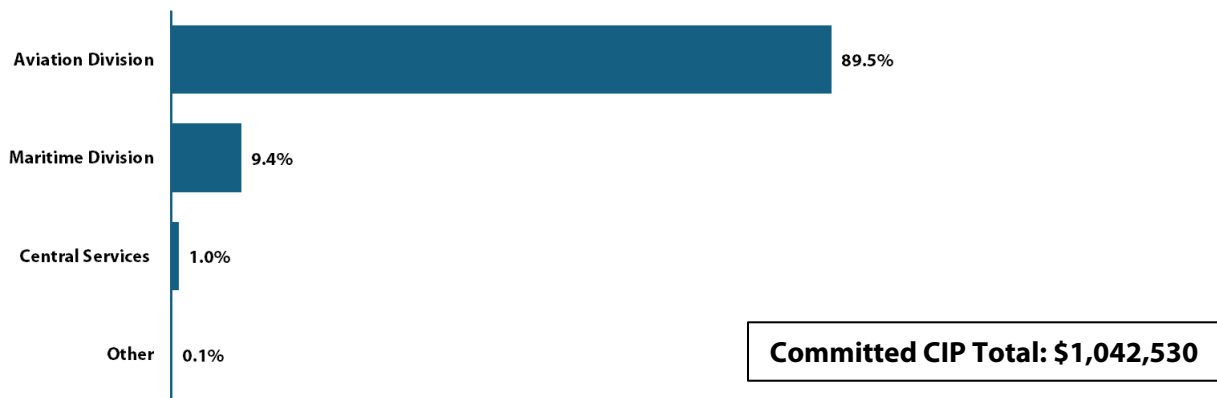 Aviation Division 89.5%
Maritime Division 9.4%
Central Services 1.0%
Other 0.1%
Committed CIP Total: $1,042,530